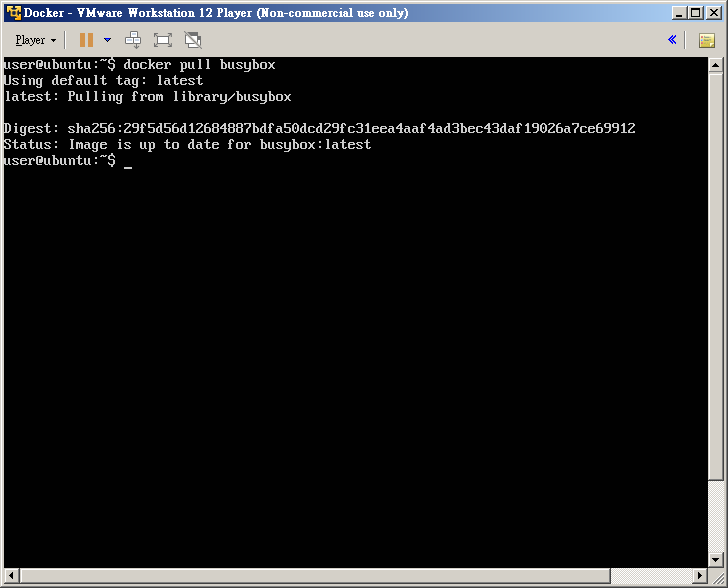 Docker - VMware Workstation 12 Player (Non-commercial use only)
Player
user@ubuntu:~$ docker pull busybox
Using default tag: latest
latest: Pulling from library/busybox
Digest: sha256:29f5d56d12684887bdfa50dcd29fc31eea4aaf4ad3bec43daf19026a7ce69912
Status: Image is up to date for busybox:latest
user@ubuntu:~$ _